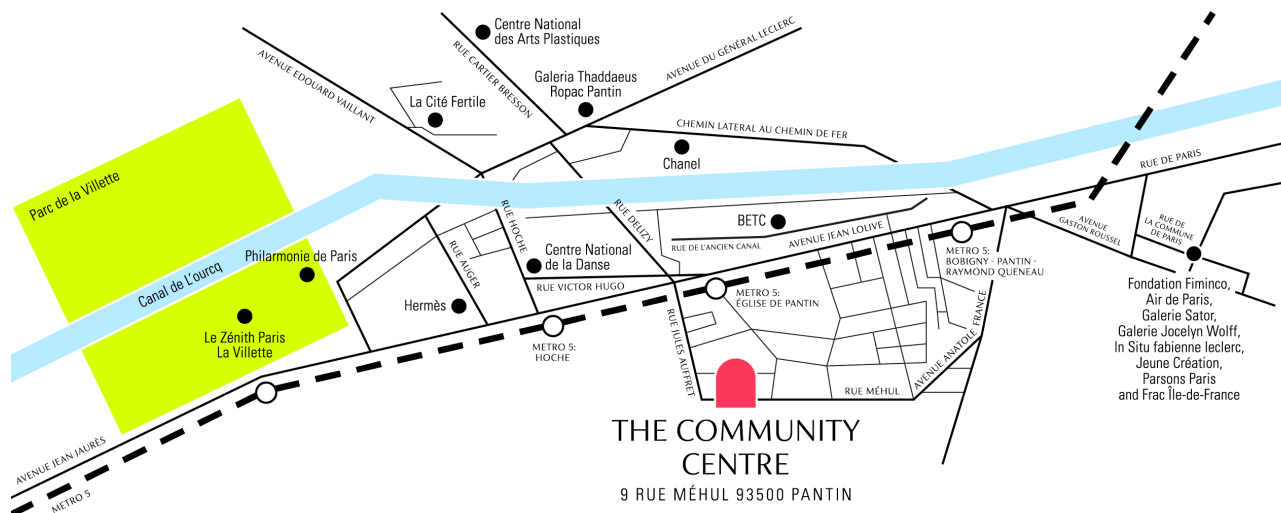 Centre National
des Arts Plastiques
AVENUE EDOUARD VAILLANT
RUE CARTIER BRESSON
AVENUE DU GÉNÉRAL LECLERC
Galeria Thaddaeus
Ropac Pantin
La Cité Fertile
CHEMIN LATERAL AU CHEMIN DE FER
Chanel
Parc de la Villette
RUE DE PARIS
Canal de L'ourcq
Philarmonie de Paris
RUE HOCHE
RUE DELIZY
BETC
RUE DE L'ANCIEN CANAL
AVENUE JEAN LOLIVE
AVENUE
GASTON ROUSSEL
RUE DE
LA COMMUNE
DE PARIS
RUE AUGER
Centre National
de la Danse
RUE VICTOR HUGO
METRO 5:
BOBIGNY - PANTIN -
RAYMOND QUENEAU
Hermès
METRO 5:
ÉGLISE DE PANTIN
Le Zénith Paris
La Villette
METRO 5:
HOCHE
RUE JULES AUFFRET
AVENUE ANATOLE FRANCE
RUE MÉHUL
Fondation Fiminco,
Air de Paris,
Galerie Sator,
Galerie Jocelyn Wolff,
In Situ fabienne leclerc,
Jeune Création,
Parsons Paris
and Frac Île-de-France
THE COMMUNITY
CENTRE
9 RUE MÉHUL 93500 PANTIN
AVENUE JEAN JAURÈS
METRO 5